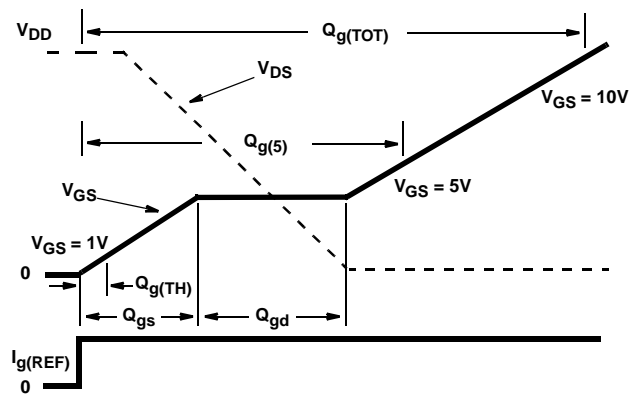 V_DD
Q_g(TOT)
V_DS
V_GS = 10V
Q_g(5)
V_GS
V_GS = 5V
V_GS = 1V
0
Q_g(TH)
Q_gs
Q_gd
I_g(REF)
0